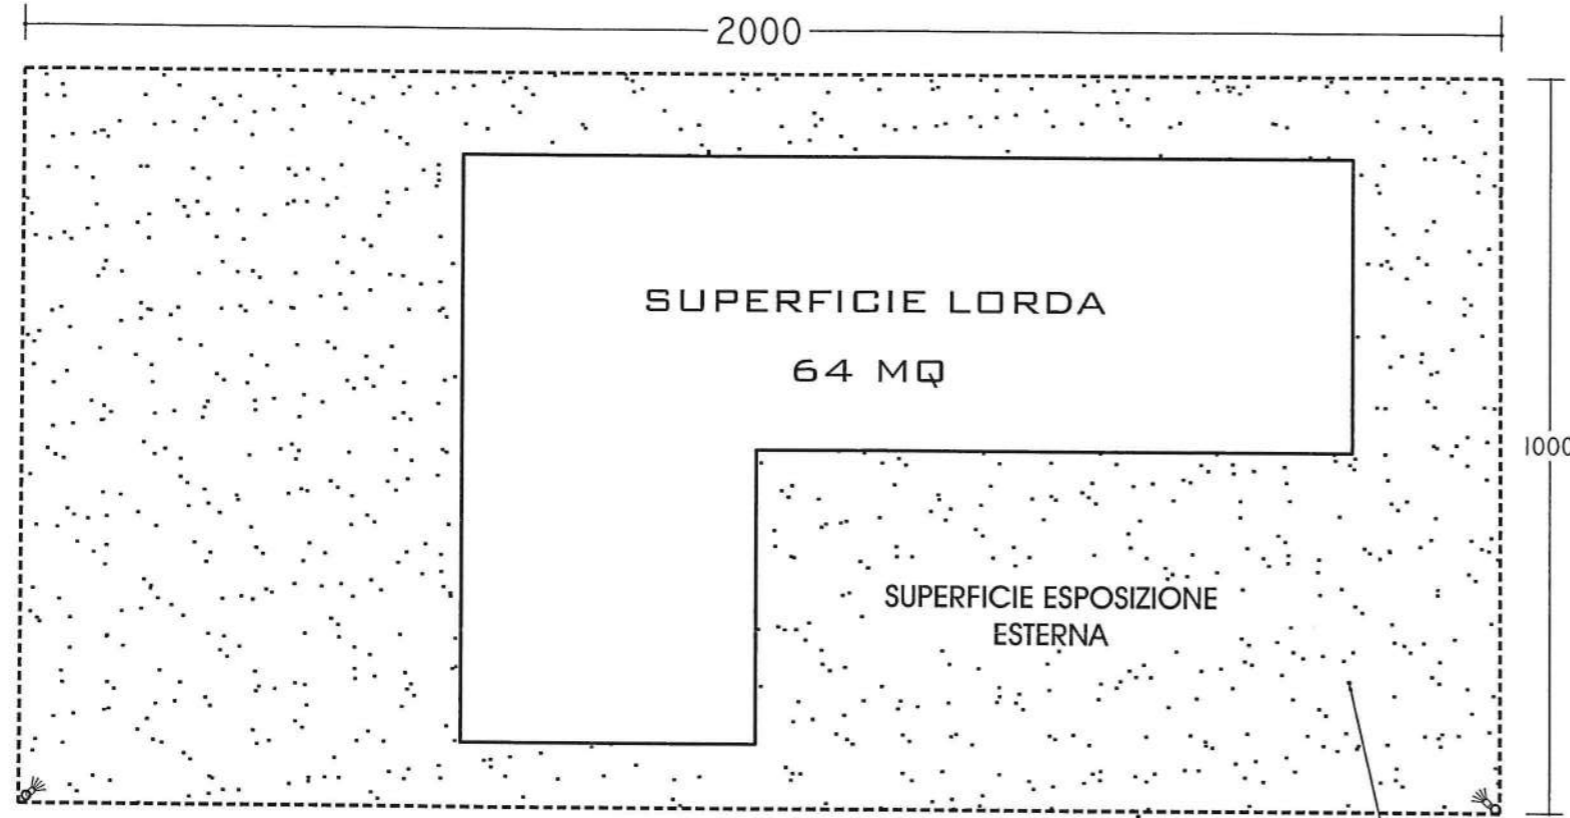 2000
SUPERFICIE LORDA
64 MQ
1000
SUPERFICIE ESPOSIZIONE
ESTERNA